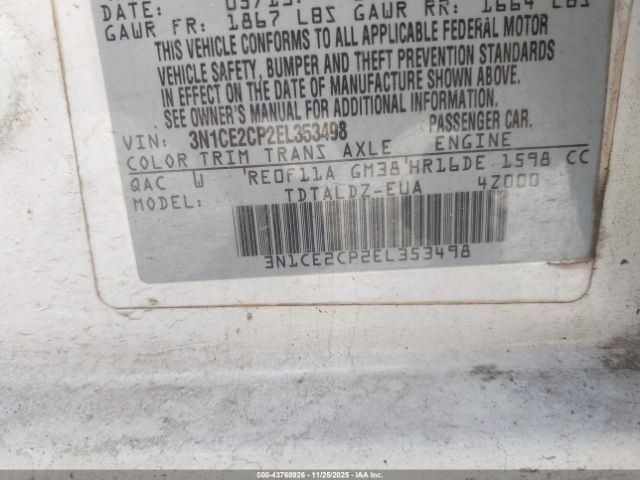 DATE:
GAWR FR: 1867 LBS GAWR RR: 1664 LBS
THIS VEHICLE CONFORMS TO ALL APPLICABLE FEDERAL MOTOR
VEHICLE SAFETY, BUMPER AND THEFT PREVENTION STANDARDS
IN EFFECT ON THE DATE OF MANUFACTURE SHOWN ABOVE.
SEE OWNER'S MANUAL FOR ADDITIONAL INFORMATION.
VIN: 3N1CE2CP2EL353498 PASSENGER CAR.
COLOR TRIM TRANS AXLE ENGINE
QAC W RE0F11A GM38 HR16DE 1598 CC
MODEL: TDTALDZ-EUA 4Z000
3N1CE2CP2EL353498
000-43768926 • 11/25/2025 • IAAI.COM